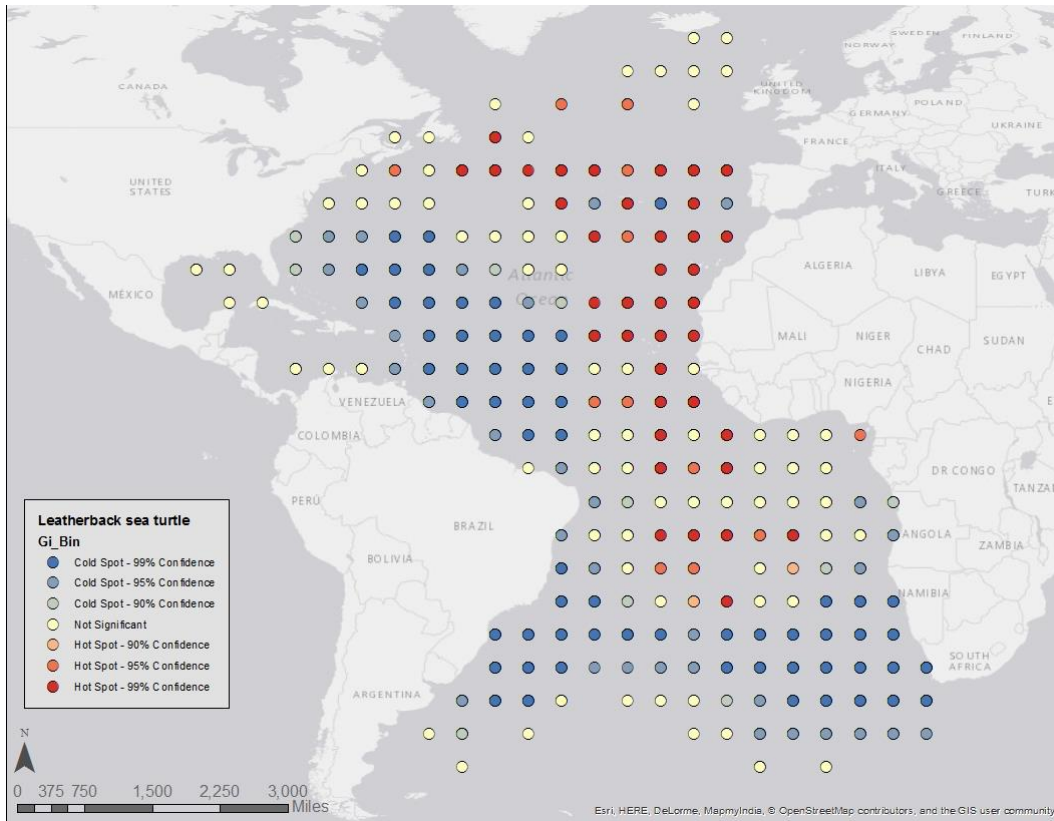 SWEDEN
FINLAND
NORWAY
CANADA
UNITED
KINGDOM
POLAND
GERMANY
UKRAINE
FRANCE
ITALY
UNITED
STATES
GREECE
TURK
ALGERIA
LIBYA
EGYPT
Atlantic
Ocean
MÉXICO
MALI
NIGER
SUDAN
CHAD
NIGERIA
E
VENEZUELA
COLOMBIA
DR CONGO
TANZAN
PERÚ
BRAZIL
ANGOLA
ZAMBIA
BOLIVIA
NAMIBIA
SOUTH
AFRICA
ARGENTINA
Leatherback sea turtle
Gi_Bin
Cold Spot - 99% Confidence
Cold Spot - 95% Confidence
Cold Spot - 90% Confidence
Not Significant
Hot Spot - 90% Confidence
Hot Spot - 95% Confidence
Hot Spot - 99% Confidence
N
0 375 750 1,500 2,250 3,000
Miles
Esri, HERE, DeLorme, MapmyIndia, © OpenStreetMap contributors, and the GIS user community